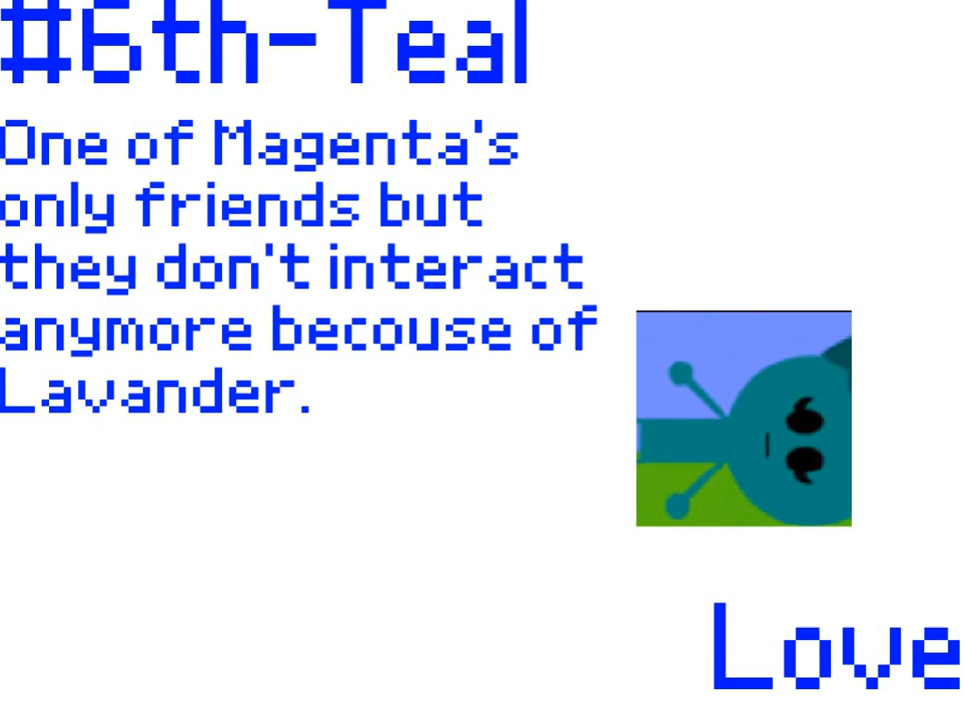 #6th-Teal
One of Magenta's
only friends but
they don't interact
anymore becouse of
Lavander.
Love